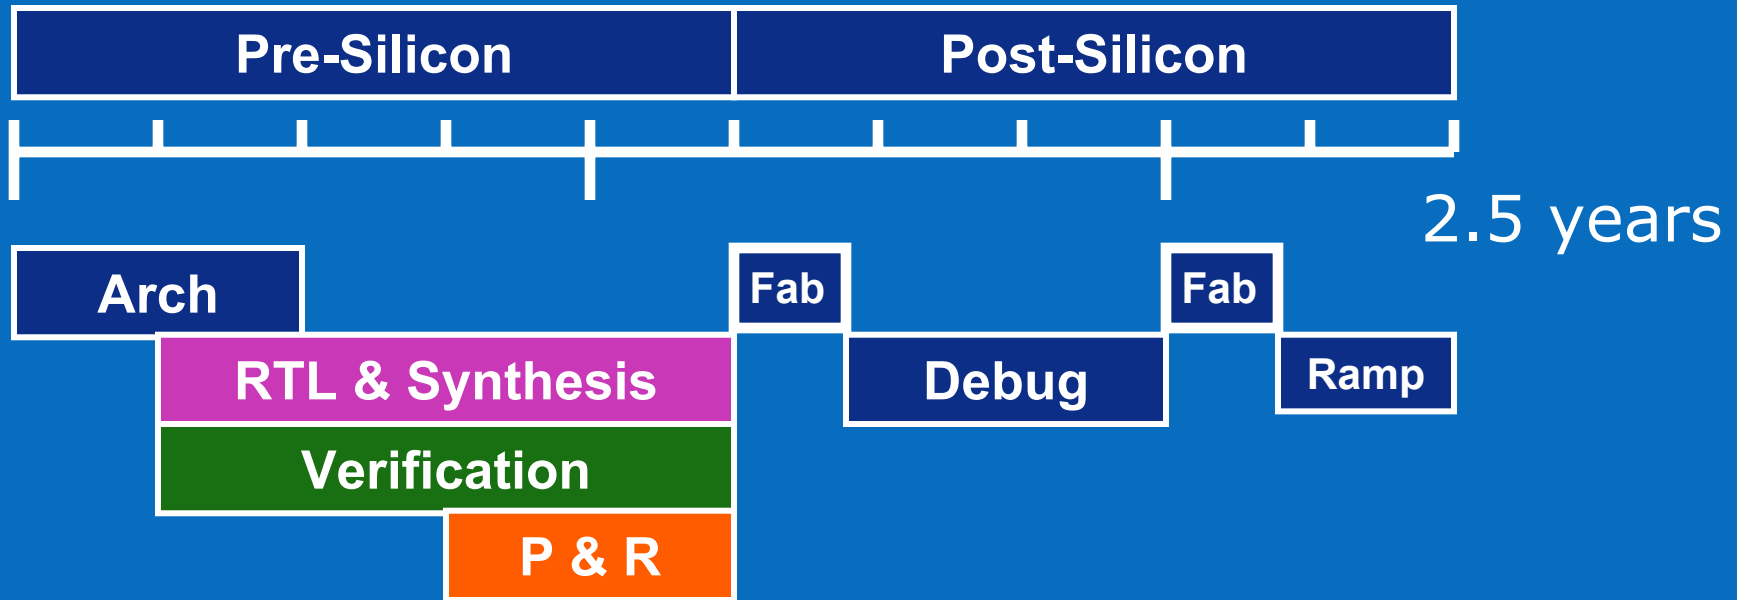 Pre-Silicon
Post-Silicon
2.5 years
Arch
Fab
Fab
RTL & Synthesis
Debug
Ramp
Verification
P & R